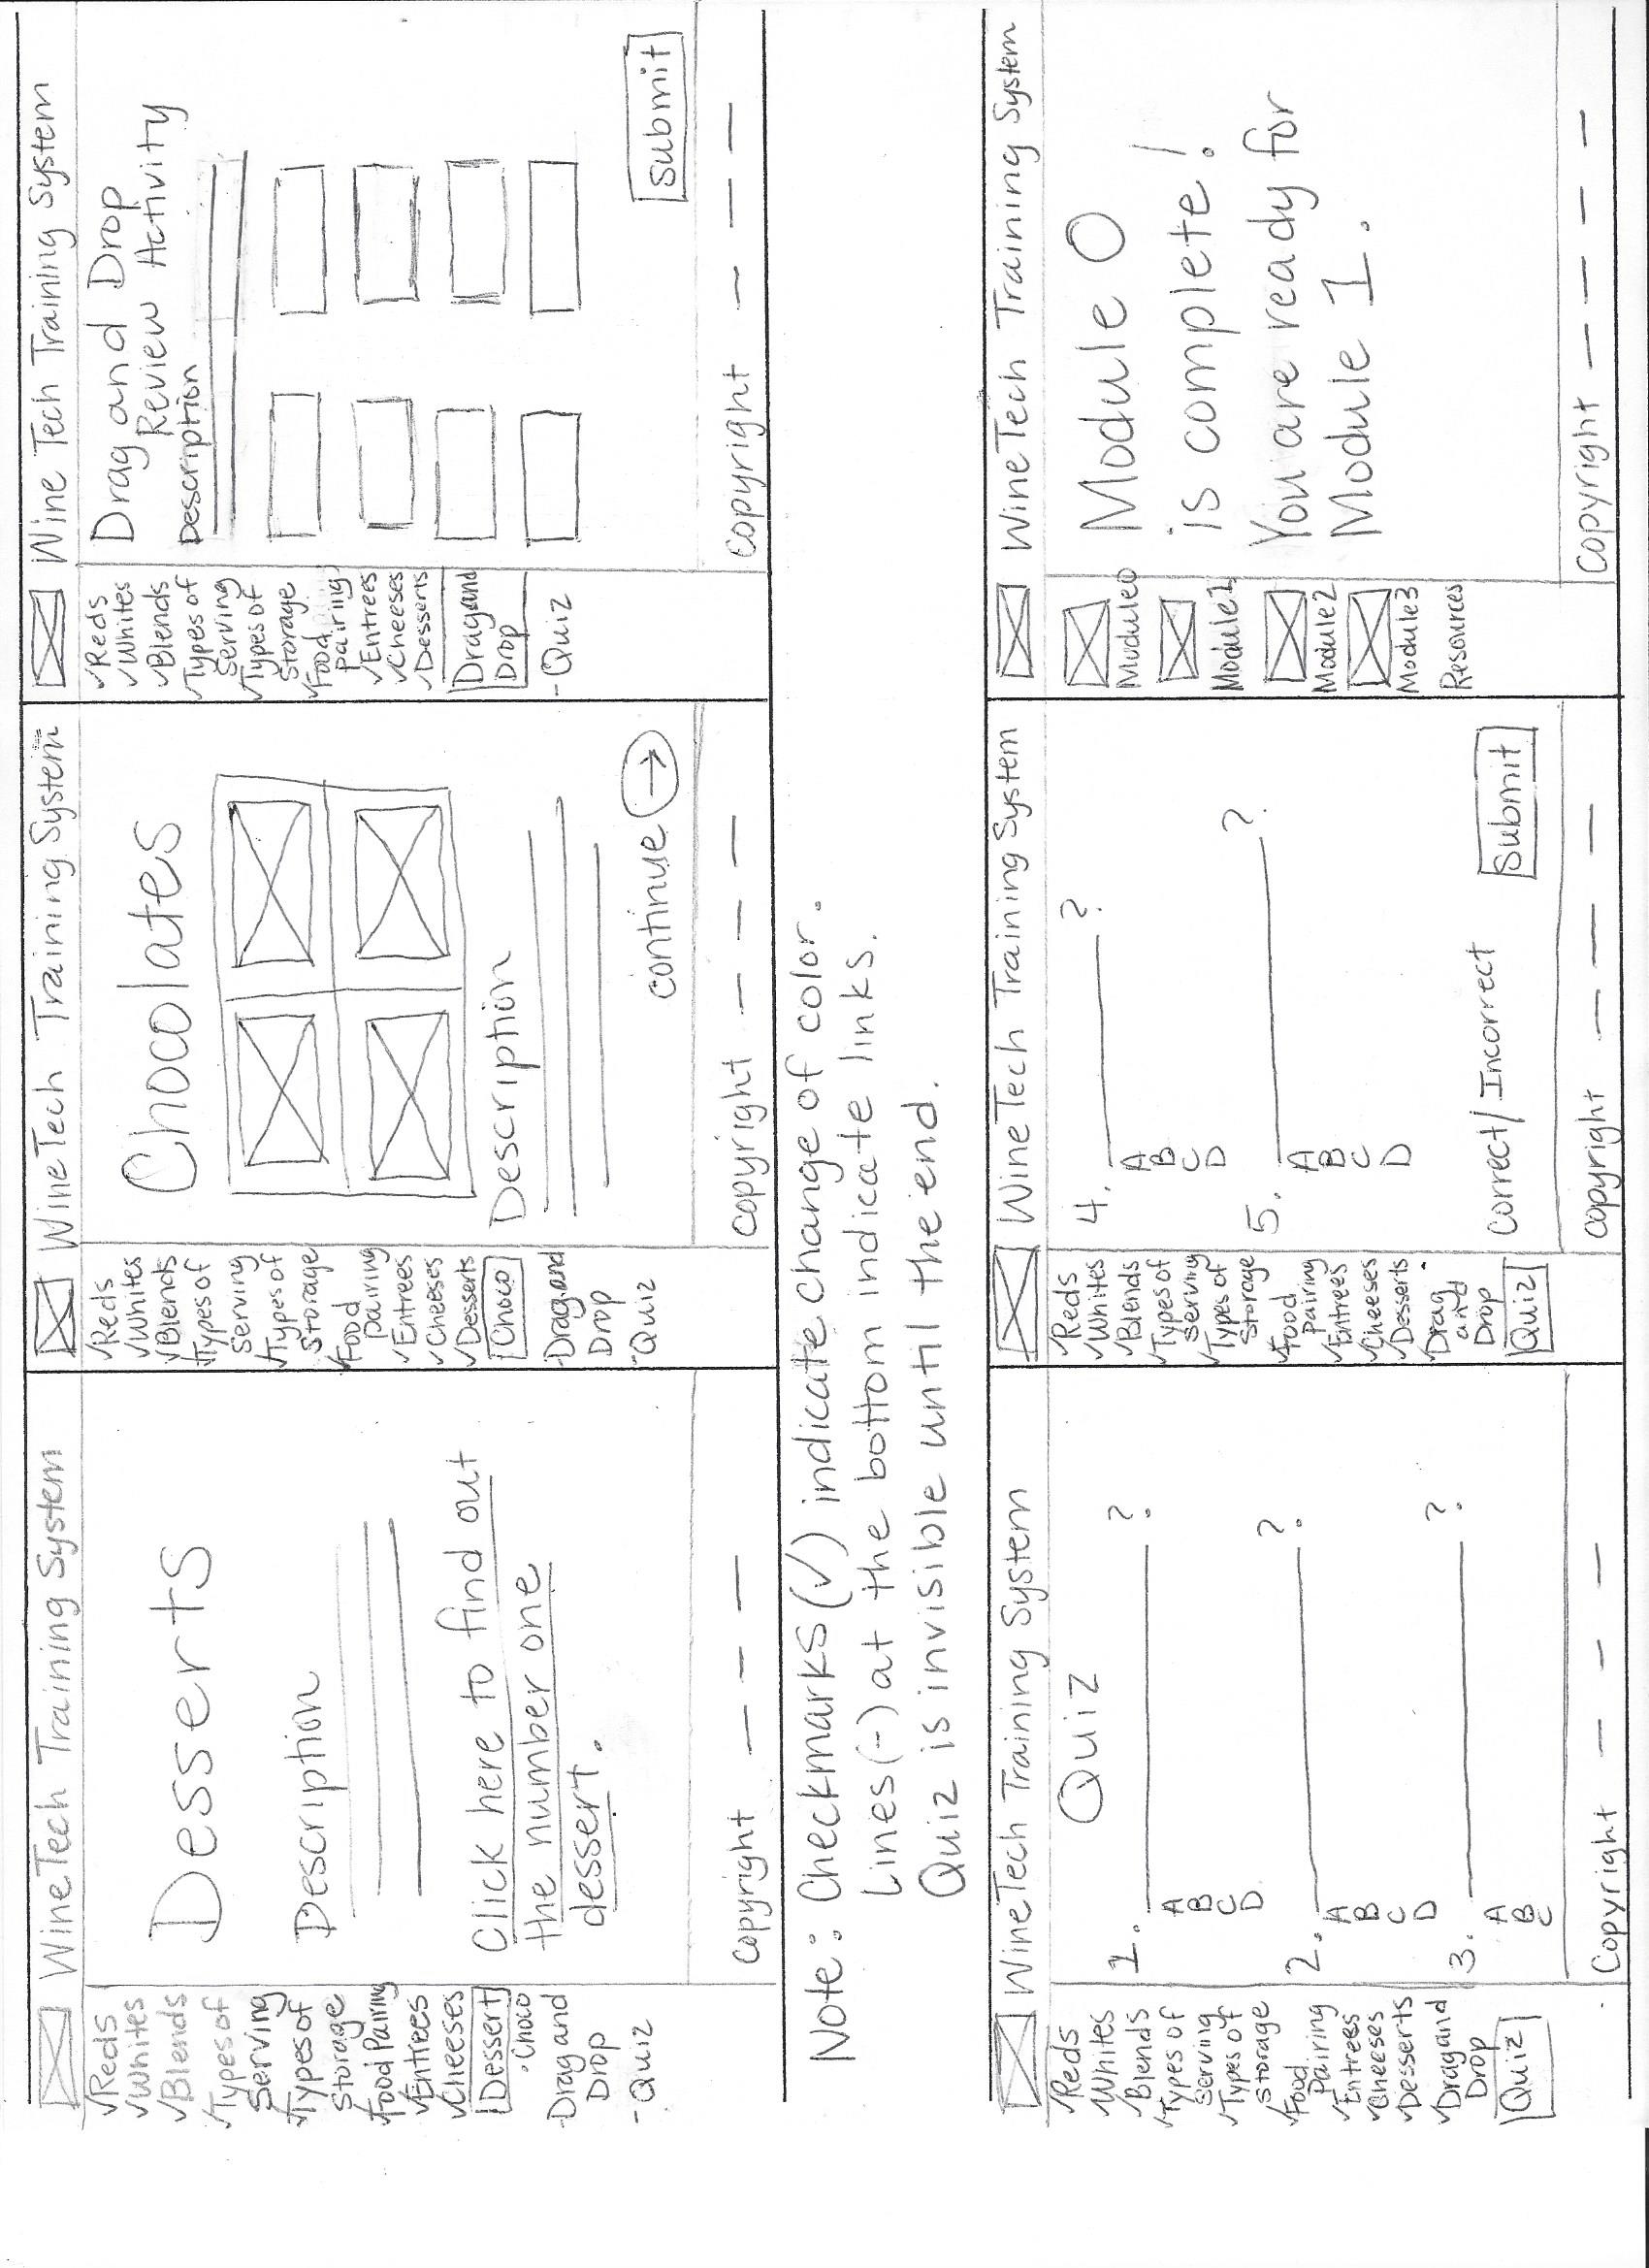 WineTech Training System
✓Reds
✓Whites
✓Blends
✓Types of
Serving
✓Types of
Storage
✓Food Pairing
✓Entrees
✓Cheeses
Dessert
• Choco
- Drag and
Drop
- Quiz
Desserts
Description
Click here to find out
the number one
dessert.
Copyright — — —
WineTech Training System
✓Reds
✓Whites
✓Blends
✓Types of
Serving
✓Types of
Storage
✓Food
pairing
✓Entrees
✓Cheeses
✓Desserts
Choco
- Drag and
Drop
- Quiz
Chocolates
Description
continue →
Copyright — — —
Wine Tech Training System
✓Reds
✓Whites
✓Blends
✓Types of
Serving
✓Types of
Storage
✓Food
pairing
✓Entrees
✓Cheeses
✓Desserts
Drag and
Drop
- Quiz
Drag and Drop
Review Activity
Description
Submit
Copyright — — —
Note: Checkmarks (✓) indicate change of color.
Lines (-) at the bottom indicate links.
Quiz is invisible until the end.
WineTech Training System
✓Reds
✓Whites
✓Blends
✓Types of
Serving
✓Types of
Storage
✓Food
Pairing
✓Entrees
✓Cheeses
✓Desserts
✓Drag and
Drop
Quiz
Quiz
1. ________ ?
A
B
C
D
2. ________ ?
A
B
C
D
3. ________ ?
A
B
C
Copyright — — —
WineTech Training System
✓Reds
✓Whites
✓Blends
✓Types of
Serving
✓Types of
Storage
✓Food
Pairing
✓Entrees
✓Cheeses
✓Desserts
✓Drag
and
Drop
Quiz
4. ________ ?
A
B
C
D
5. ________ ?
A
B
C
D
Correct/Incorrect
Submit
Copyright — — —
WineTech Training System
Module 0
Module 1
Module 2
Module 3
Resources
Module 0
is complete!
You are ready for
Module 1.
Copyright — — — —